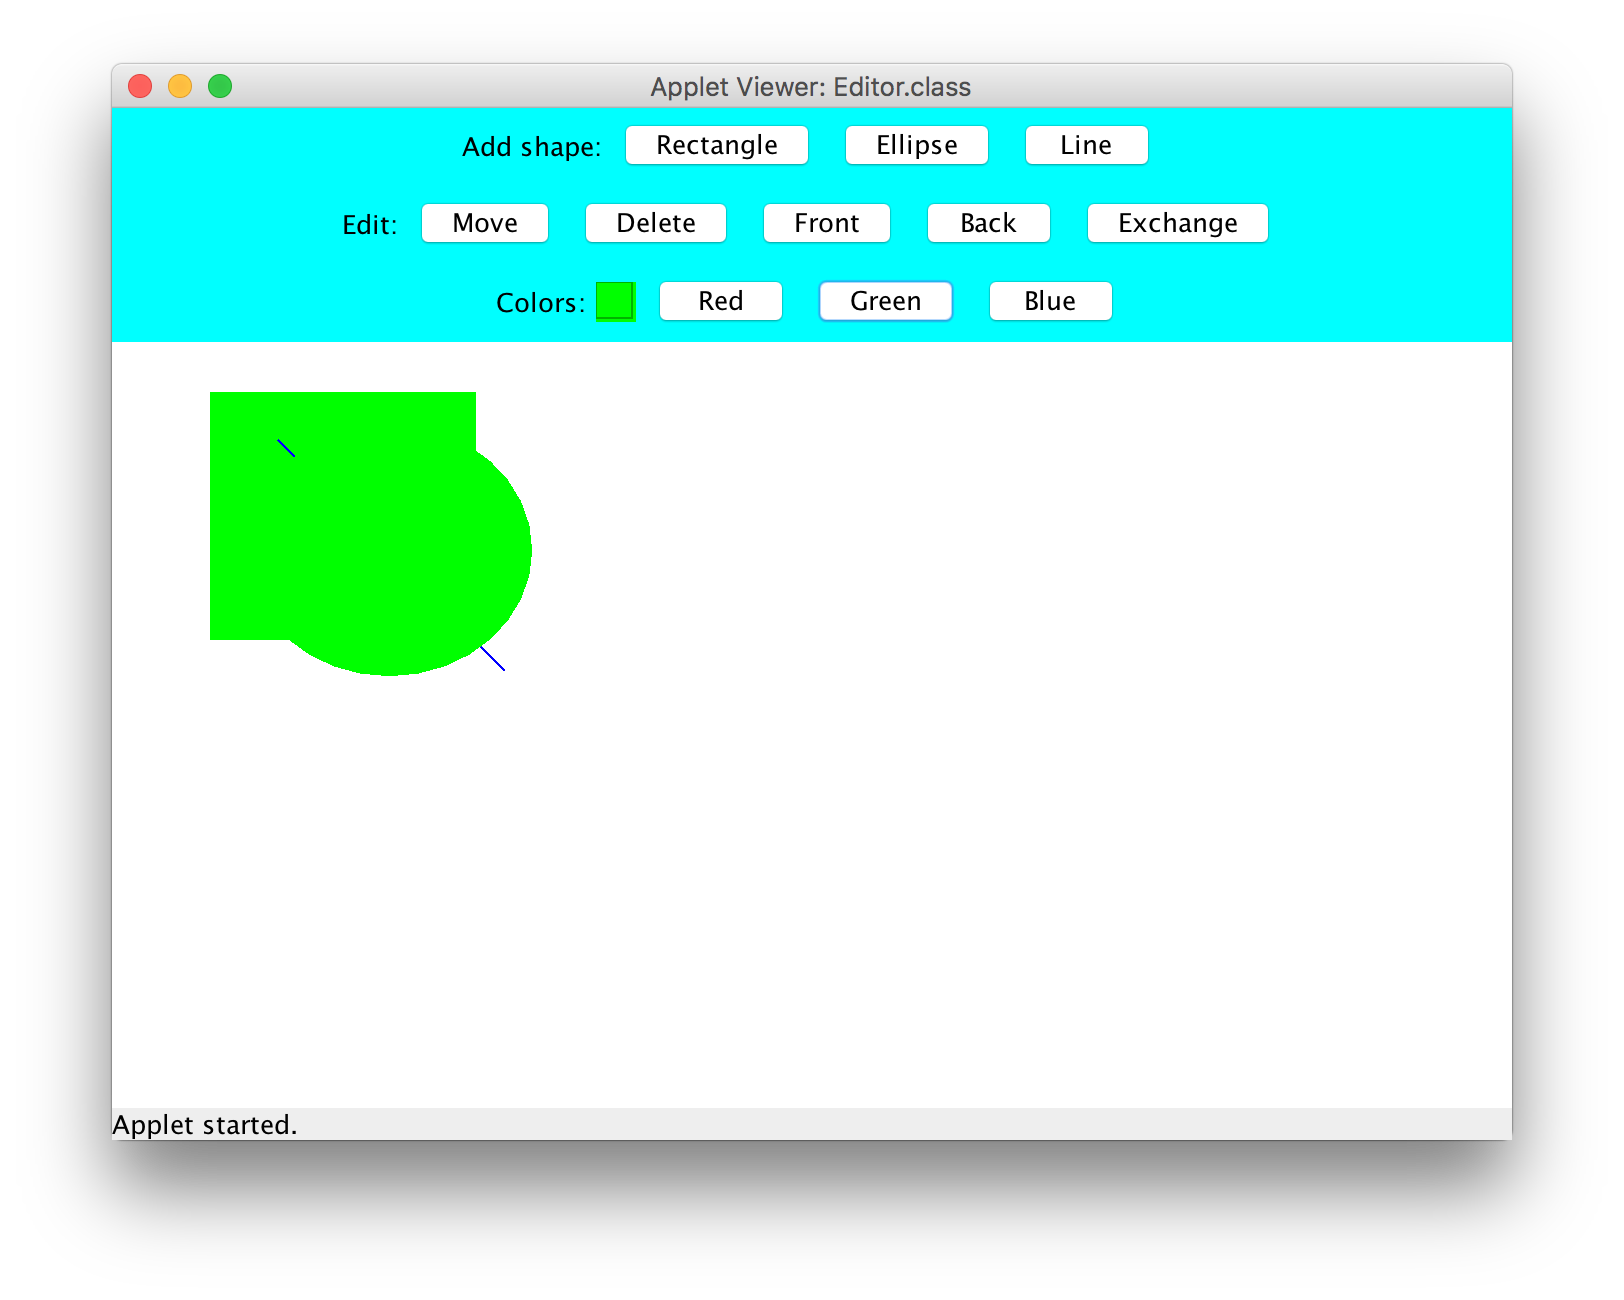 Applet Viewer: Editor.class
Add shape: Rectangle Ellipse Line
Edit: Move Delete Front Back Exchange
Colors: Red Green Blue
Applet started.